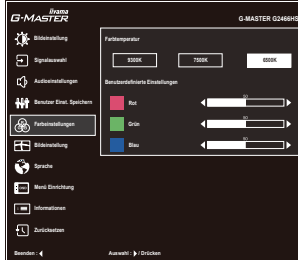 iiyama
G-MASTER
G-MASTER G2466HS
Bildeinstellung
Signalauswahl
Audioeinstellungen
Benutzer Einst. Speichern
Farbeinstellungen
Bildeinstellung
Sprache
Menü Einrichtung
Informationen
Zurücksetzen
Farbtemperatur
9300K
7500K
6500K
Benutzerdefinierte Einstellungen
Rot
50
Grün
50
Blau
50
Beenden :
Auswahl : / Drücken